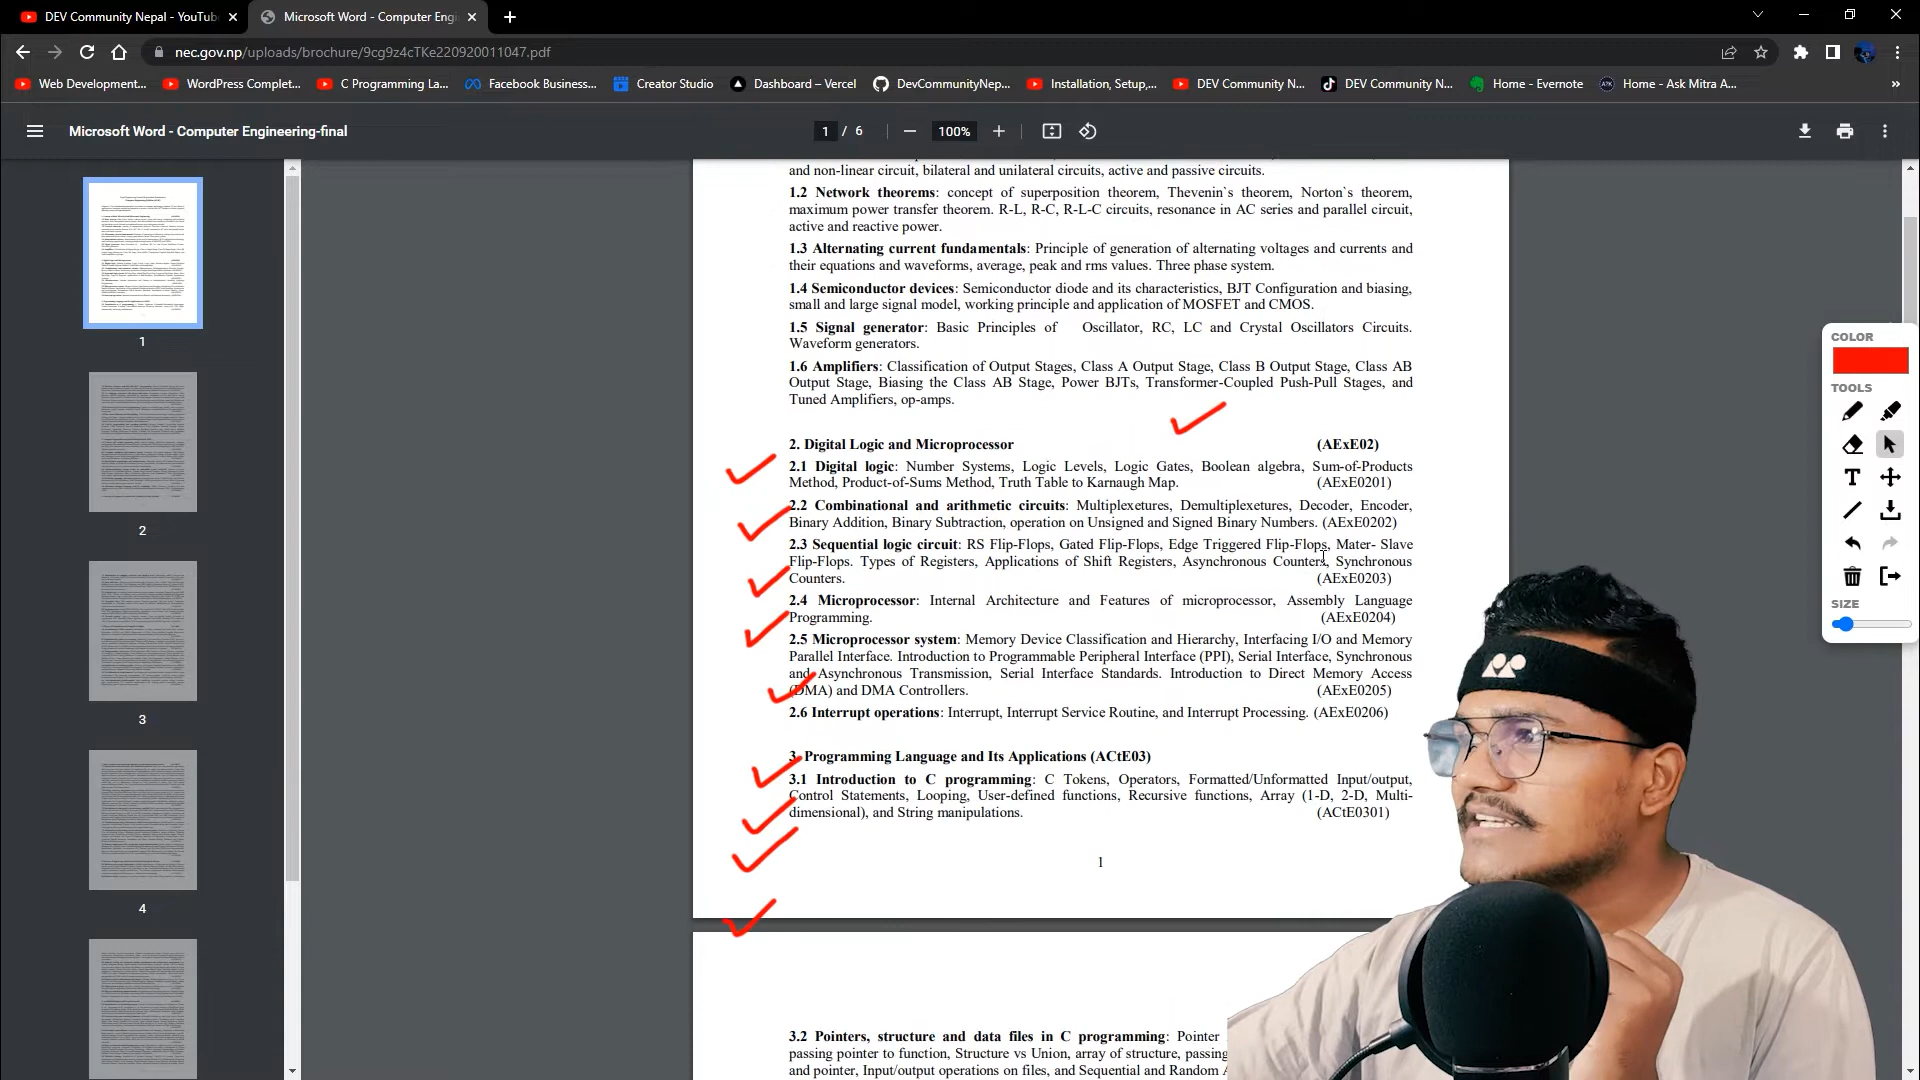 DEV Community Nepal - YouTub
Microsoft Word - Computer Engi
nec.gov.np/uploads/brochure/9cg9z4cTKe220920011047.pdf
Web Development...
WordPress Complet...
C Programming La...
Facebook Business...
Creator Studio
Dashboard – Vercel
DevCommunityNep...
Installation, Setup,...
DEV Community N...
DEV Community N...
Home - Evernote
Home - Ask Mitra A...
Microsoft Word - Computer Engineering-final
1 / 6
100%
and non-linear circuit, bilateral and unilateral circuits, active and passive circuits.
1.2 Network theorems: concept of superposition theorem, Thevenin`s theorem, Norton`s theorem,
maximum power transfer theorem. R-L, R-C, R-L-C circuits, resonance in AC series and parallel circuit,
active and reactive power.
1.3 Alternating current fundamentals: Principle of generation of alternating voltages and currents and
their equations and waveforms, average, peak and rms values. Three phase system.
1.4 Semiconductor devices: Semiconductor diode and its characteristics, BJT Configuration and biasing,
small and large signal model, working principle and application of MOSFET and CMOS.
1.5 Signal generator: Basic Principles of Oscillator, RC, LC and Crystal Oscillators Circuits.
Waveform generators.
1.6 Amplifiers: Classification of Output Stages, Class A Output Stage, Class B Output Stage, Class AB
Output Stage, Biasing the Class AB Stage, Power BJTs, Transformer-Coupled Push-Pull Stages, and
Tuned Amplifiers, op-amps.
2. Digital Logic and Microprocessor (AExE02)
2.1 Digital logic: Number Systems, Logic Levels, Logic Gates, Boolean algebra, Sum-of-Products
Method, Product-of-Sums Method, Truth Table to Karnaugh Map. (AExE0201)
2.2 Combinational and arithmetic circuits: Multiplexetures, Demultiplexetures, Decoder, Encoder,
Binary Addition, Binary Subtraction, operation on Unsigned and Signed Binary Numbers. (AExE0202)
2.3 Sequential logic circuit: RS Flip-Flops, Gated Flip-Flops, Edge Triggered Flip-Flops, Mater- Slave
Flip-Flops. Types of Registers, Applications of Shift Registers, Asynchronous Counters, Synchronous
Counters. (AExE0203)
2.4 Microprocessor: Internal Architecture and Features of microprocessor, Assembly Language
Programming. (AExE0204)
2.5 Microprocessor system: Memory Device Classification and Hierarchy, Interfacing I/O and Memory
Parallel Interface. Introduction to Programmable Peripheral Interface (PPI), Serial Interface, Synchronous
and Asynchronous Transmission, Serial Interface Standards. Introduction to Direct Memory Access
(DMA) and DMA Controllers. (AExE0205)
2.6 Interrupt operations: Interrupt, Interrupt Service Routine, and Interrupt Processing. (AExE0206)
3. Programming Language and Its Applications (ACtE03)
3.1 Introduction to C programming: C Tokens, Operators, Formatted/Unformatted Input/output,
Control Statements, Looping, User-defined functions, Recursive functions, Array (1-D, 2-D, Multi-
dimensional), and String manipulations. (ACtE0301)
1
3.2 Pointers, structure and data files in C programming: Pointer
passing pointer to function, Structure vs Union, array of structure, passing
and pointer, Input/output operations on files, and Sequential and Random
1
2
3
4
COLOR
TOOLS
SIZE